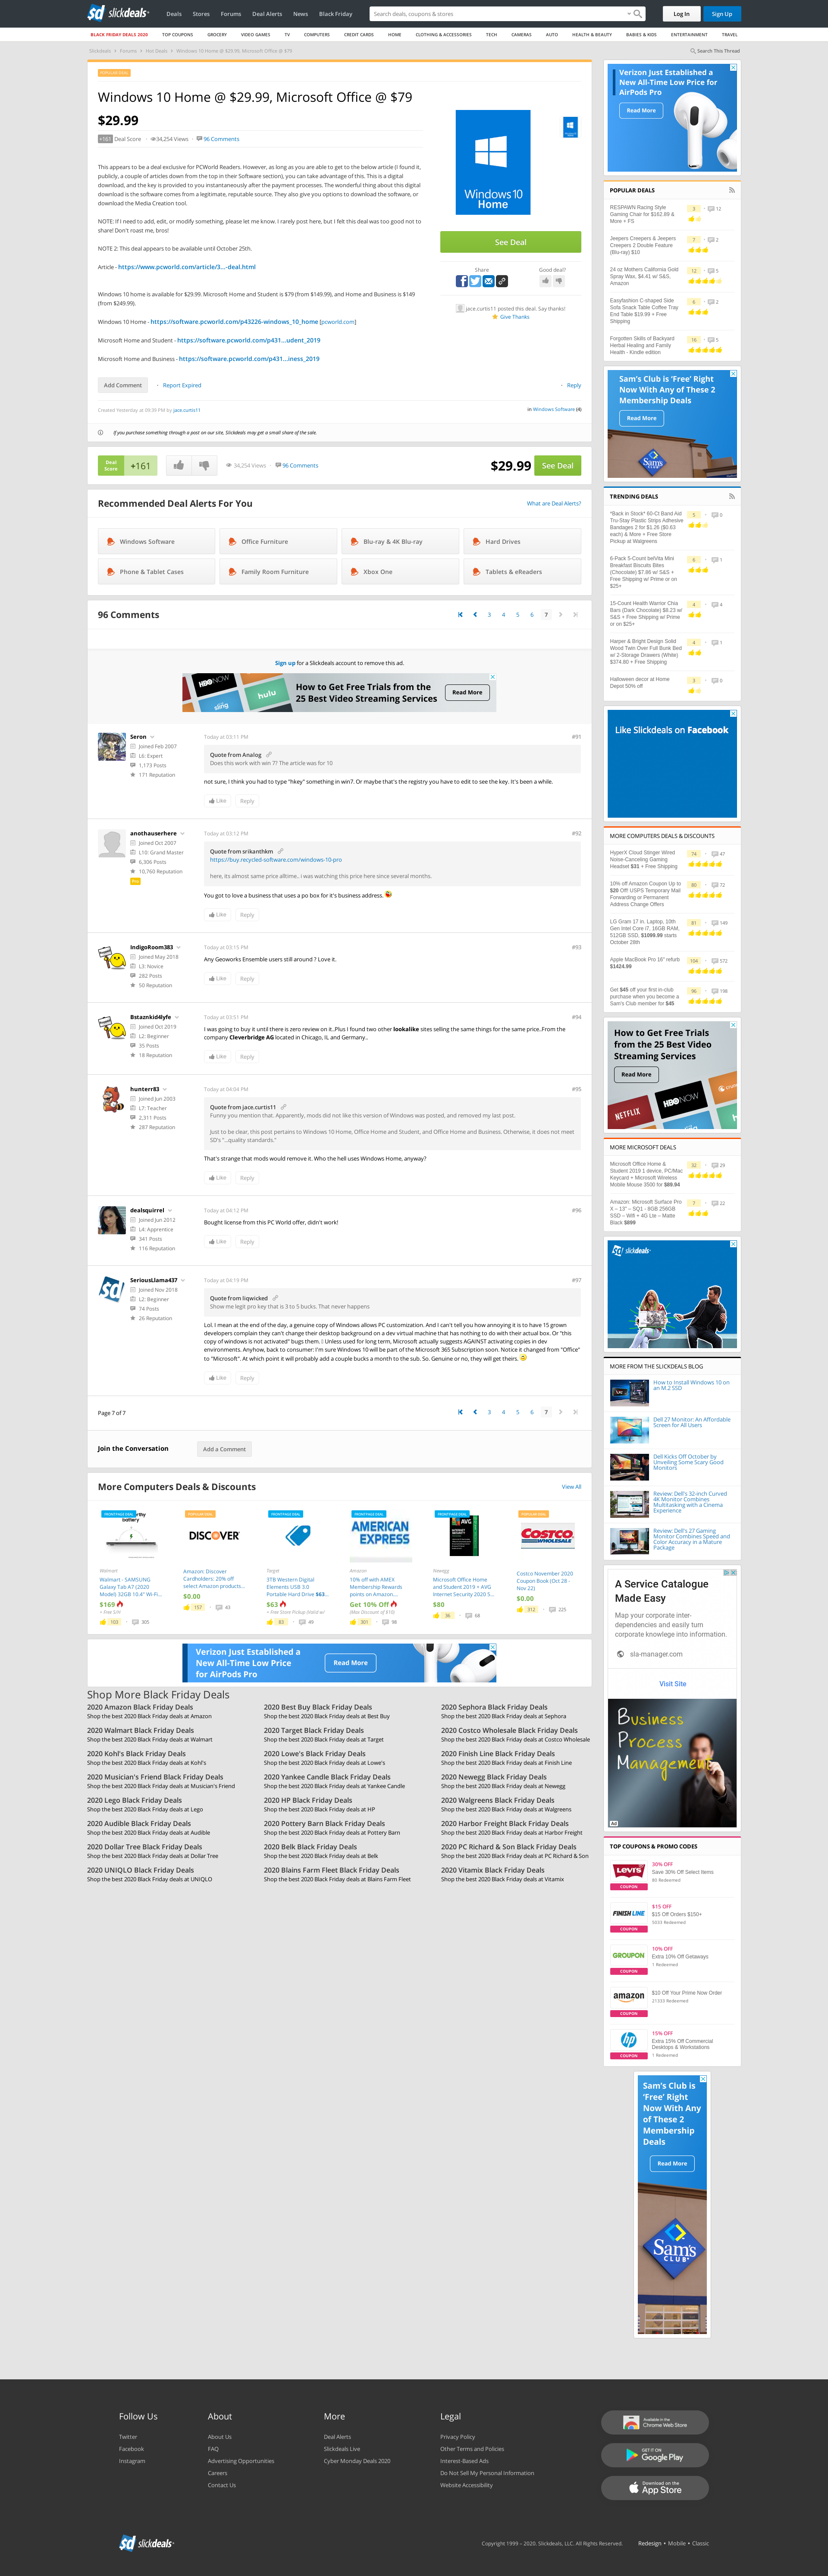 slickdeals
Deals Stores Forums Deal Alerts News Black Friday
Search deals, coupons & stores
Log In Sign Up
BLACK FRIDAY DEALS 2020 TOP COUPONS GROCERY VIDEO GAMES TV COMPUTERS CREDIT CARDS HOME CLOTHING & ACCESSORIES TECH CAMERAS AUTO HEALTH & BEAUTY BABIES & KIDS ENTERTAINMENT TRAVEL
Slickdeals Forums Hot Deals Windows 10 Home @ $29.99, Microsoft Office @ $79
Search This Thread
Windows 10 Home @ $29.99, Microsoft Office @ $79
$29.99
+161 Deal Score 34,254 Views 96 Comments
This appears to be a deal exclusive for PCWorld Readers. However, as long as you are able to get to the below article (I found it, publicly, a couple of articles down from the top in their Software section), you can take advantage of this. This is a digital download, and the key is provided to you instantaneously after the payment processes. The wonderful thing about this digital download is the software comes from a legitimate, reputable source. They also give you options to download the software, or download the Media Creation tool.
NOTE: If I need to add, edit, or modify something, please let me know. I rarely post here, but I felt this deal was too good not to share! Don't roast me, bros!
NOTE 2: This deal appears to be available until October 25th.
Article - https://www.pcworld.com/article/3...-deal.html
Windows 10 home is available for $29.99. Microsoft Home and Student is $79 (from $149.99), and Home and Business is $149 (from $249.99).
Windows 10 Home - https://software.pcworld.com/p43226-windows_10_home [pcworld.com]
Microsoft Home and Student - https://software.pcworld.com/p431...udent_2019
Microsoft Home and Business - https://software.pcworld.com/p431...iness_2019
Add Comment Report Expired Reply
Created Yesterday at 09:39 PM by jace.curtis11
in Windows Software (4)
If you purchase something through a post on our site, Slickdeals may get a small share of the sale.
Windows 10
Home
See Deal
Share Good deal?
jace.curtis11 posted this deal. Say thanks!
Give Thanks
Deal Score +161 34,254 Views 96 Comments $29.99 See Deal
Recommended Deal Alerts For You
What are Deal Alerts?
Windows Software Office Furniture Blu-ray & 4K Blu-ray Hard Drives
Phone & Tablet Cases Family Room Furniture Xbox One Tablets & eReaders
96 Comments
3 4 5 6 7
Sign up for a Slickdeals account to remove this ad.
HBO NOW hulu sling
How to Get Free Trials from the
25 Best Video Streaming Services
Read More
Seron
Joined Feb 2007
L6: Expert
1,173 Posts
171 Reputation
Today at 03:11 PM #91
Quote from Analog
Does this work with win 7? The article was for 10
not sure, I think you had to type "hkey" something in win7. Or maybe that's the registry you have to edit to see the key. It's been a while.
Like Reply
anothauserhere
Joined Oct 2007
L10: Grand Master
6,306 Posts
10,760 Reputation
Pro
Today at 03:12 PM #92
Quote from srikanthkm
https://buy.recycled-software.com/windows-10-pro
here, its almost same price alltime.. i was watching this price here since several months.
You got to love a business that uses a po box for it's business address.
Like Reply
IndigoRoom383
Joined May 2018
L3: Novice
282 Posts
50 Reputation
Today at 03:15 PM #93
Any Geoworks Ensemble users still around ? Love it.
Like Reply
Bstaznkid4lyfe
Joined Oct 2019
L2: Beginner
35 Posts
18 Reputation
Today at 03:51 PM #94
I was going to buy it until there is zero review on it..Plus I found two other lookalike sites selling the same things for the same price..From the company Cleverbridge AG located in Chicago, IL and Germany..
Like Reply
hunterr83
Joined Jun 2003
L7: Teacher
2,311 Posts
287 Reputation
Today at 04:04 PM #95
Quote from jace.curtis11
Funny you mention that. Apparently, mods did not like this version of Windows was posted, and removed my last post.
Just to be clear, this post pertains to Windows 10 Home, Office Home and Student, and Office Home and Business. Otherwise, it does not meet SD's "...quality standards."
That's strange that mods would remove it. Who the hell uses Windows Home, anyway?
Like Reply
dealsquirrel
Joined Jun 2012
L4: Apprentice
341 Posts
116 Reputation
Today at 04:12 PM #96
Bought license from this PC World offer, didn't work!
Like Reply
SeriousLlama437
Joined Nov 2018
L2: Beginner
74 Posts
26 Reputation
Today at 04:19 PM #97
Quote from liqwicked
Show me legit pro key that is 3 to 5 bucks. That never happens
Lol. I mean at the end of the day, a genuine copy of Windows allows PC customization. And I can't tell you how annoying it is to have 15 grown developers complain that they can't change their desktop background on a dev virtual machine that has nothing to do with their actual tasks. Or "this copy of windows is not activated" bugs them. Unless used for long term, Microsoft actually suggests AGAINST activating copies in dev environments. Anyhow, back to consumer: I'm sure Windows 10 will be part of the Microsoft 365 Subscription soon. Notice it changed from "Office" to "Microsoft". At which point it will probably add a couple bucks a month to the sub. So. Genuine or no, they will get theirs.
Like Reply
Page 7 of 7
3 4 5 6 7
Join the Conversation Add a Comment
More Computers Deals & Discounts
View All
Walmart
Walmart - SAMSUNG Galaxy Tab A7 (2020 Model) 32GB 10.4" Wi-Fi...
$169
103 305
DISCOVER
Amazon: Discover Cardholders: 20% off select Amazon products...
$0.00
157 43
Target
3TB Western Digital Elements USB 3.0 Portable Hard Drive $63...
$63
83 49
AMERICAN EXPRESS
Amazon
10% off with AMEX Membership Rewards points on Amazon...
Get 10% Off
(Max Discount of $10)
301 98
Newegg
Microsoft Office Home and Student 2019 + AVG Internet Security 2020 5...
$80
36 68
COSTCO WHOLESALE
Costco November 2020 Coupon Book (Oct 28 - Nov 22)
$0.00
312 225
Verizon Just Established a
New All-Time Low Price
for AirPods Pro
Read More
Shop More Black Friday Deals
2020 Amazon Black Friday Deals
Shop the best 2020 Black Friday deals at Amazon
2020 Best Buy Black Friday Deals
Shop the best 2020 Black Friday deals at Best Buy
2020 Sephora Black Friday Deals
Shop the best 2020 Black Friday deals at Sephora
2020 Walmart Black Friday Deals
Shop the best 2020 Black Friday deals at Walmart
2020 Target Black Friday Deals
Shop the best 2020 Black Friday deals at Target
2020 Costco Wholesale Black Friday Deals
Shop the best 2020 Black Friday deals at Costco Wholesale
2020 Kohl's Black Friday Deals
Shop the best 2020 Black Friday deals at Kohl's
2020 Lowe's Black Friday Deals
Shop the best 2020 Black Friday deals at Lowe's
2020 Finish Line Black Friday Deals
Shop the best 2020 Black Friday deals at Finish Line
2020 Musician's Friend Black Friday Deals
Shop the best 2020 Black Friday deals at Musician's Friend
2020 Yankee Candle Black Friday Deals
Shop the best 2020 Black Friday deals at Yankee Candle
2020 Newegg Black Friday Deals
Shop the best 2020 Black Friday deals at Newegg
2020 Lego Black Friday Deals
Shop the best 2020 Black Friday deals at Lego
2020 HP Black Friday Deals
Shop the best 2020 Black Friday deals at HP
2020 Walgreens Black Friday Deals
Shop the best 2020 Black Friday deals at Walgreens
2020 Audible Black Friday Deals
Shop the best 2020 Black Friday deals at Audible
2020 Pottery Barn Black Friday Deals
Shop the best 2020 Black Friday deals at Pottery Barn
2020 Harbor Freight Black Friday Deals
Shop the best 2020 Black Friday deals at Harbor Freight
2020 Dollar Tree Black Friday Deals
Shop the best 2020 Black Friday deals at Dollar Tree
2020 Belk Black Friday Deals
Shop the best 2020 Black Friday deals at Belk
2020 PC Richard & Son Black Friday Deals
Shop the best 2020 Black Friday deals at PC Richard & Son
2020 UNIQLO Black Friday Deals
Shop the best 2020 Black Friday deals at UNIQLO
2020 Blains Farm Fleet Black Friday Deals
Shop the best 2020 Black Friday deals at Blains Farm Fleet
2020 Vitamix Black Friday Deals
Shop the best 2020 Black Friday deals at Vitamix
Verizon Just Established a
New All-Time Low Price for
AirPods Pro
Read More
POPULAR DEALS
RESPAWN Racing Style Gaming Chair for $162.89 & More + FS
3 12
Jeepers Creepers & Jeepers Creepers 2 Double Feature (Blu-ray) $10
7 2
24 oz Mothers California Gold Spray Wax. $4.41 w/ S&S, Amazon
12 5
Easyfashion C-shaped Side Sofa Snack Table Coffee Tray End Table $19.99 + Free Shipping
6 2
Forgotten Skills of Backyard Herbal Healing and Family Health - Kindle edition
16 5
Sam's Club is 'Free' Right
Now With Any of These 2
Membership Deals
Read More
TRENDING DEALS
*Back in Stock* 60-Ct Band Aid Tru-Stay Plastic Strips Adhesive Bandages 2 for $1.26 ($0.63 each) & More + Free Store Pickup at Walgreens
5 0
6-Pack 5-Count belVita Mini Breakfast Biscuits Bites (Chocolate) $7.86 w/ S&S + Free Shipping w/ Prime or on $25+
6 1
15-Count Health Warrior Chia Bars (Dark Chocolate) $8.23 w/ S&S + Free Shipping w/ Prime or on $25+
4 4
Harper & Bright Design Solid Wood Twin Over Full Bunk Bed w/ 2-Storage Drawers (White) $374.80 + Free Shipping
4 1
Halloween decor at Home Depot 50% off
3 0
Like Slickdeals on Facebook
MORE COMPUTERS DEALS & DISCOUNTS
HyperX Cloud Stinger Wired Noise-Canceling Gaming Headset $31 + Free Shipping
74 47
10% off Amazon Coupon Up to $20 Off! USPS Temporary Mail Forwarding or Permanent Address Change Offers
80 72
LG Gram 17 in. Laptop, 10th Gen Intel Core i7, 16GB RAM, 512GB SSD, $1099.99 starts October 28th
81 149
Apple MacBook Pro 16" refurb $1424.99
104 572
Get $45 off your first in-club purchase when you become a Sam's Club member for $45
96 198
How to Get Free Trials
from the 25 Best Video
Streaming Services
Read More
NETFLIX HBO NOW
MORE MICROSOFT DEALS
Microsoft Office Home & Student 2019 1 device, PC/Mac Keycard + Microsoft Wireless Mobile Mouse 3500 for $89.94
32 29
Amazon: Microsoft Surface Pro X – 13" – SQ1 - 8GB 256GB SSD – Wifi + 4G Lte – Matte Black $899
7 22
slickdeals
MORE FROM THE SLICKDEALS BLOG
How to Install Windows 10 on an M.2 SSD
Dell 27 Monitor: An Affordable Screen for All Users
Dell Kicks Off October by Unveiling Some Scary Good Monitors
Review: Dell's 32-inch Curved 4K Monitor Combines Multitasking with a Cinema Experience
Review: Dell's 27 Gaming Monitor Combines Speed and Color Accuracy in a Mature Package
A Service Catalogue
Made Easy
Map your corporate inter-dependencies and easily turn corporate knowlege into information.
sla-manager.com
Visit Site
Business
Process
Management
Ad
TOP COUPONS & PROMO CODES
LEVI'S COUPON
30% OFF
Save 30% Off Select Items
80 Redeemed
FINISH LINE COUPON
$15 OFF
$15 Off Orders $150+
5033 Redeemed
GROUPON COUPON
10% OFF
Extra 10% Off Getaways
1 Redeemed
amazon COUPON
$10 Off Your Prime Now Order
21333 Redeemed
hp COUPON
15% OFF
Extra 15% Off Commercial Desktops & Workstations
1 Redeemed
Sam's Club is
'Free' Right
Now With Any
of These 2
Membership
Deals
Read More
Sam's CLUB
Follow Us About More Legal
Twitter About Us Deal Alerts Privacy Policy
Facebook FAQ Slickdeals Live Other Terms and Policies
Instagram Advertising Opportunities Cyber Monday Deals 2020 Interest-Based Ads
Careers Do Not Sell My Personal Information
Contact Us Website Accessibility
Available in the Chrome Web Store
GET IT ON Google Play
Download on the App Store
slickdeals
Copyright 1999 – 2020. Slickdeals, LLC. All Rights Reserved. Redesign • Mobile • Classic